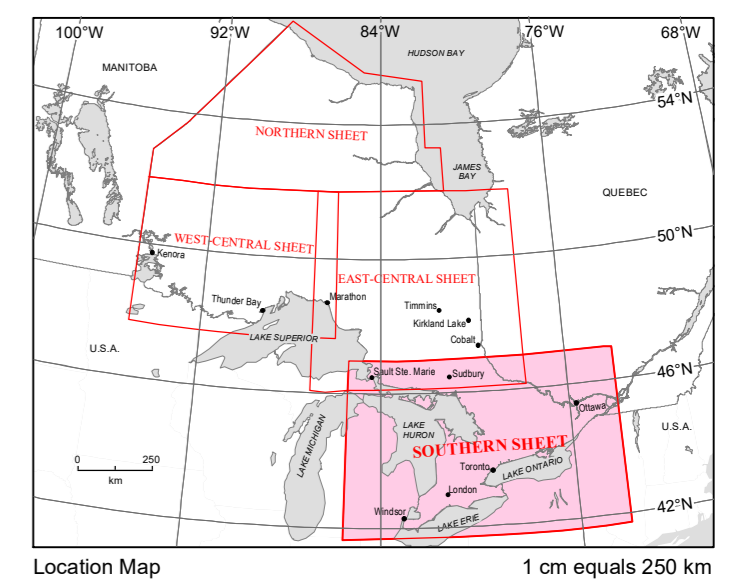 100°W 92°W 84°W 76°W 68°W
HUDSON BAY
MANITOBA
54°N
NORTHERN SHEET
JAMES
BAY
QUEBEC
50°N
WEST-CENTRAL SHEET
Kenora
EAST-CENTRAL SHEET
Thunder Bay
Marathon
Timmins
Kirkland Lake
Cobalt
LAKE SUPERIOR
U.S.A.
46°N
Sault Ste. Marie
Sudbury
Ottawa
LAKE
HURON
U.S.A.
LAKE MICHIGAN
SOUTHERN SHEET
0 250
km
Toronto
LAKE ONTARIO
London
42°N
Windsor
LAKE ERIE
Location Map 1 cm equals 250 km